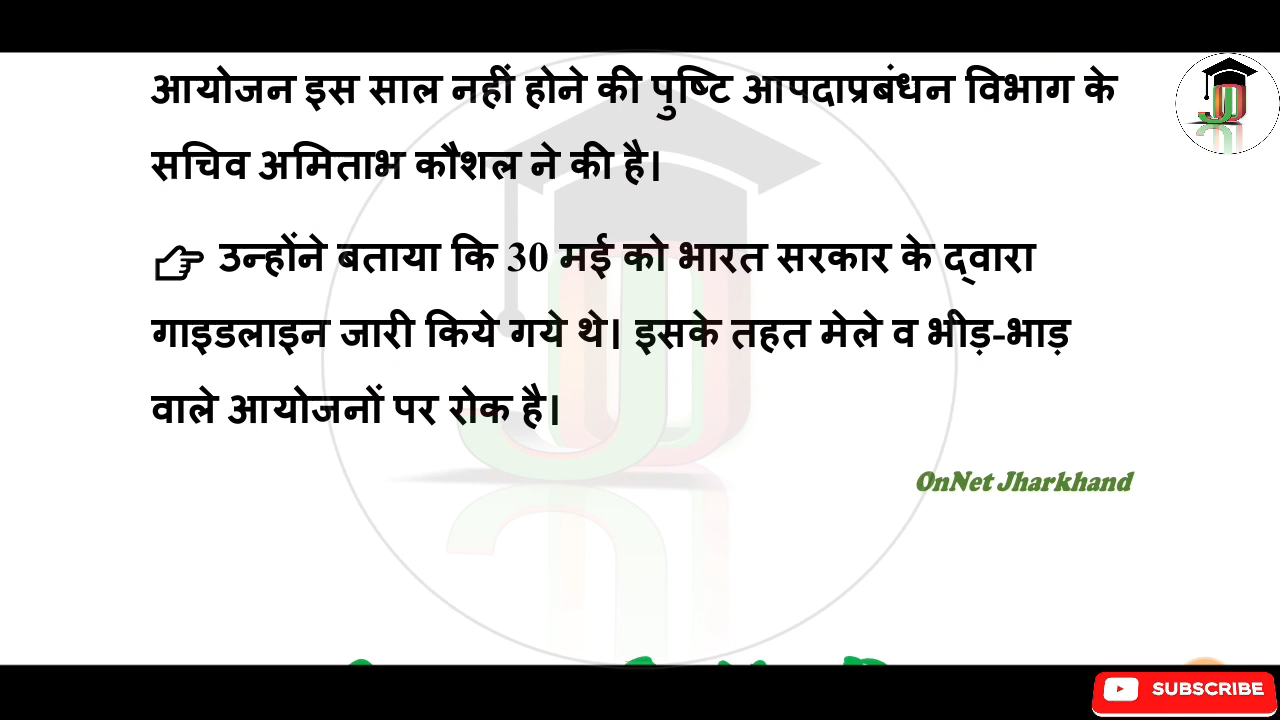 आयोजन इस साल नहीं होने की पुष्टि आपदाप्रबंधन विभाग के
सचिव अमिताभ कौशल ने की है।
👉 उन्होंने बताया कि 30 मई को भारत सरकार के द्वारा
गाइडलाइन जारी किये गये थे। इसके तहत मेले व भीड़-भाड़
वाले आयोजनों पर रोक है।
OnNet Jharkhand
SUBSCRIBE